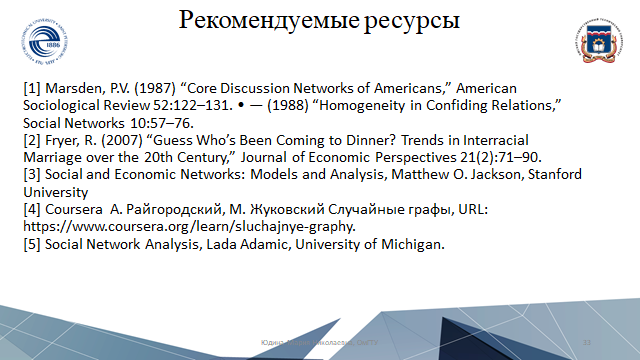 Рекомендуемые ресурсы
1886
[1] Marsden, P.V. (1987) “Core Discussion Networks of Americans,” American
Sociological Review 52:122–131. • — (1988) “Homogeneity in Confiding Relations,”
Social Networks 10:57–76.
[2] Fryer, R. (2007) “Guess Who’s Been Coming to Dinner? Trends in Interracial
Marriage over the 20th Century,” Journal of Economic Perspectives 21(2):71–90.
[3] Social and Economic Networks: Models and Analysis, Matthew O. Jackson, Stanford
University
[4] Coursera А. Райгородский, М. Жуковский Случайные графы, URL:
https://www.coursera.org/learn/sluchajnye-graphy.
[5] Social Network Analysis, Lada Adamic, University of Michigan.
33